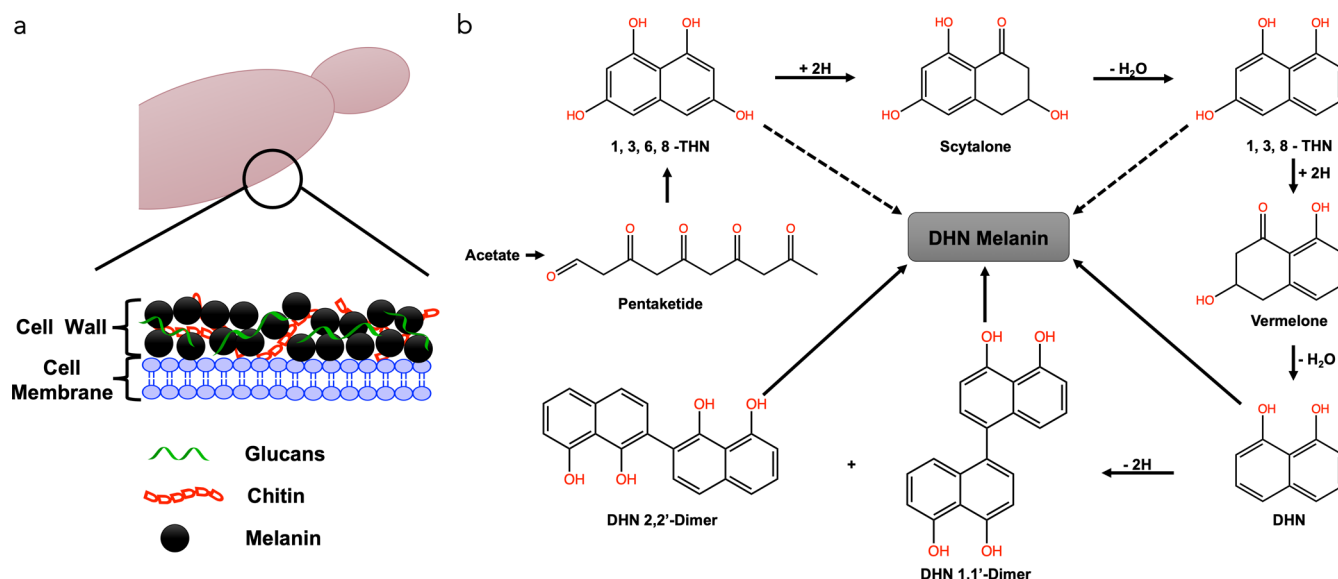 a
Cell Wall
Cell
Membrane
Glucans
Chitin
Melanin
b
OH
OH
HO
OH
1, 3, 6, 8 -THN
+ 2H
OH
O
HO
OH
Scytalone
- H₂O
OH
OH
HO
1, 3, 8 - THN
+ 2H
O
OH
HO
Vermelone
- H₂O
OH
OH
DHN
- 2H
Acetate
O
O
O
O
O
Pentaketide
DHN Melanin
OH
OH
OH
OH
DHN 2,2'-Dimer
+
OH
OH
OH
OH
DHN 1,1'-Dimer